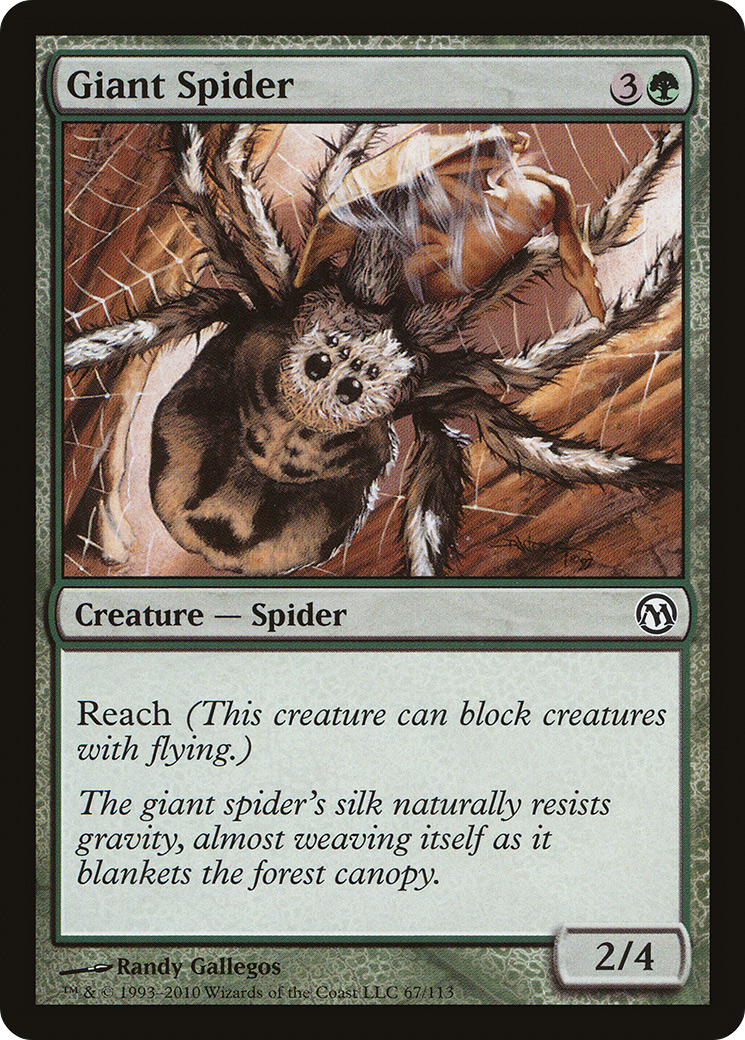 Giant Spider 3
Creature — Spider
Reach (This creature can block creatures
with flying.)
The giant spider's silk naturally resists
gravity, almost weaving itself as it
blankets the forest canopy.
2/4
Randy Gallegos
™ & © 1993–2010 Wizards of the Coast LLC 67/113